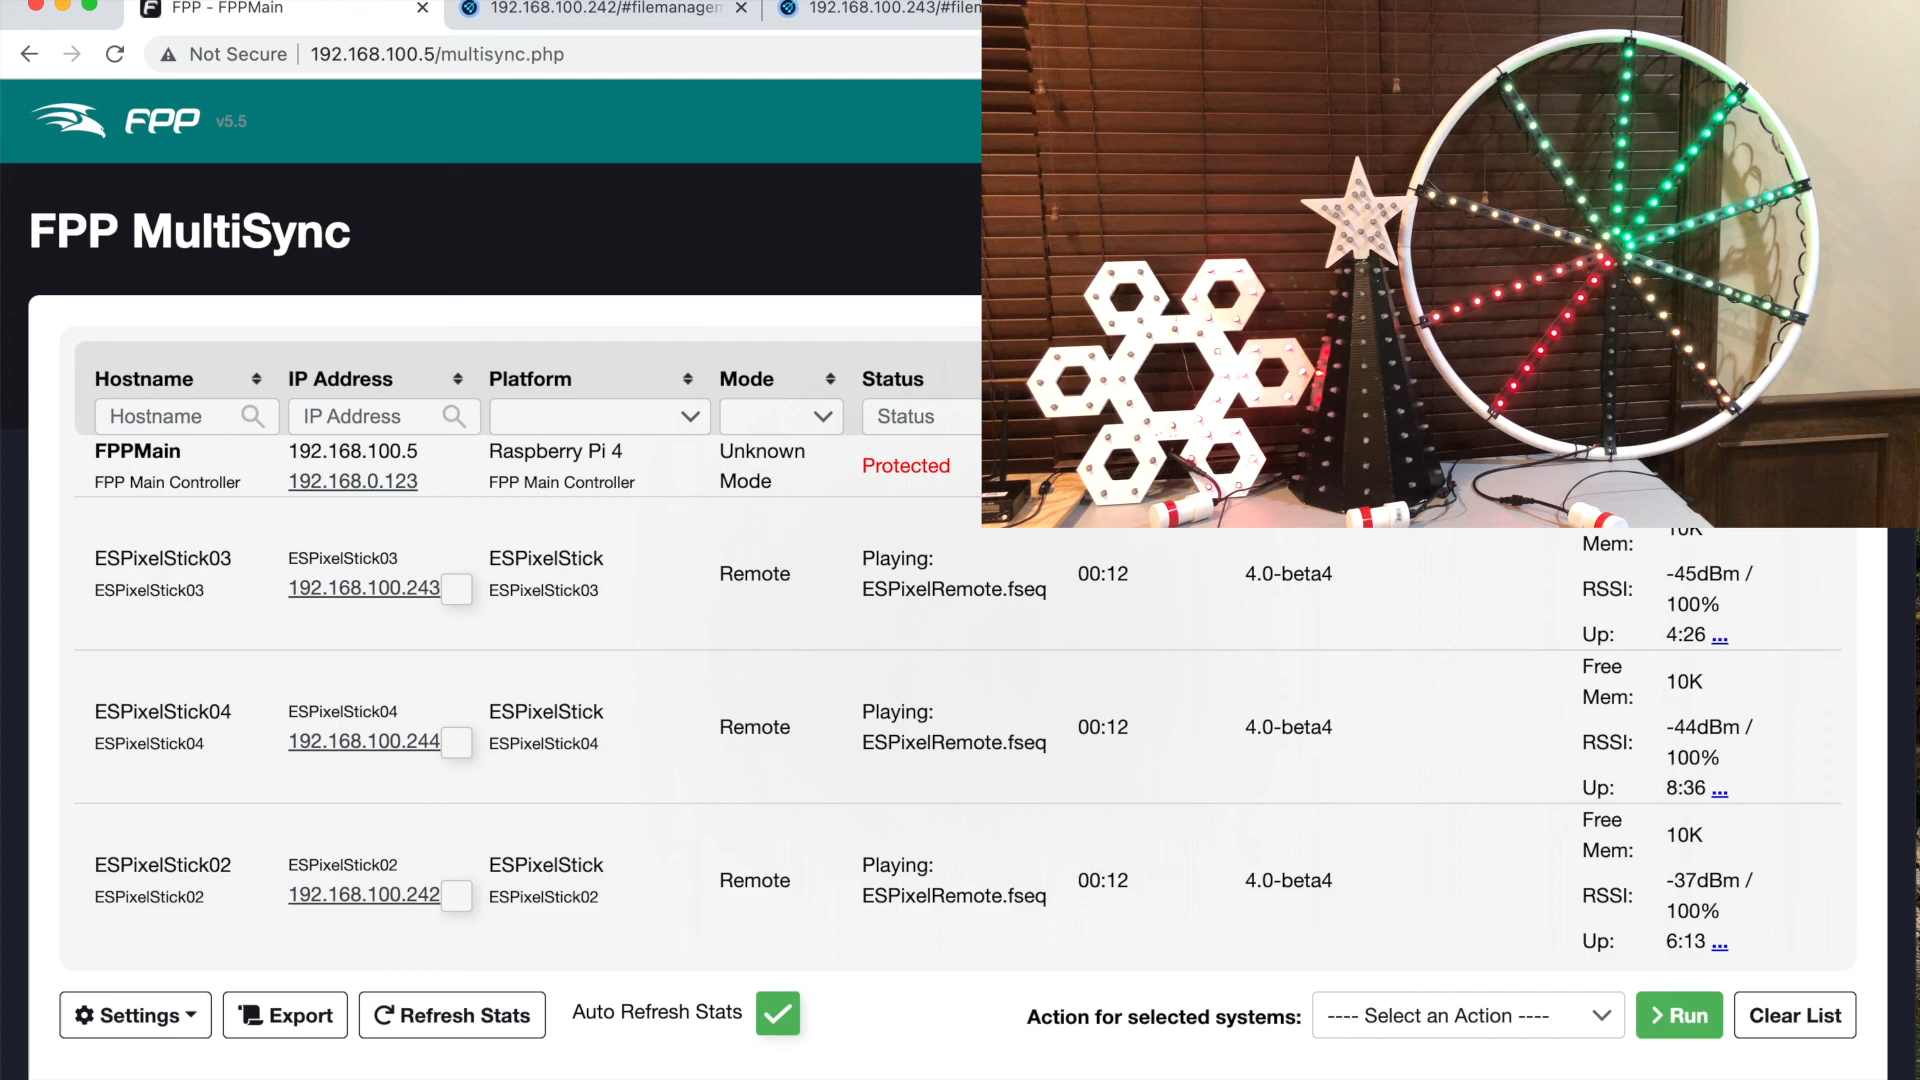 FPP - FPPMain
192.168.100.242/#filemanagem
192.168.100.243/#filen
Not Secure
192.168.100.5/multisync.php
FPP
v5.5
FPP MultiSync
Hostname
IP Address
Platform
Mode
Status
Hostname
IP Address
Status
FPPMain
FPP Main Controller
192.168.100.5
192.168.0.123
Raspberry Pi 4
FPP Main Controller
Unknown
Mode
Protected
ESPixelStick03
ESPixelStick03
ESPixelStick03
192.168.100.243
ESPixelStick
ESPixelStick03
Remote
Playing:
ESPixelRemote.fseq
00:12
4.0-beta4
Mem: 10K
RSSI: -45dBm /
100%
Up: 4:26 ...
ESPixelStick04
ESPixelStick04
ESPixelStick04
192.168.100.244
ESPixelStick
ESPixelStick04
Remote
Playing:
ESPixelRemote.fseq
00:12
4.0-beta4
Free
Mem: 10K
RSSI: -44dBm /
100%
Up: 8:36 ...
ESPixelStick02
ESPixelStick02
ESPixelStick02
192.168.100.242
ESPixelStick
ESPixelStick02
Remote
Playing:
ESPixelRemote.fseq
00:12
4.0-beta4
Free
Mem: 10K
RSSI: -37dBm /
100%
Up: 6:13 ...
Settings
Export
Refresh Stats
Auto Refresh Stats
Action for selected systems:
---- Select an Action ----
Run
Clear List